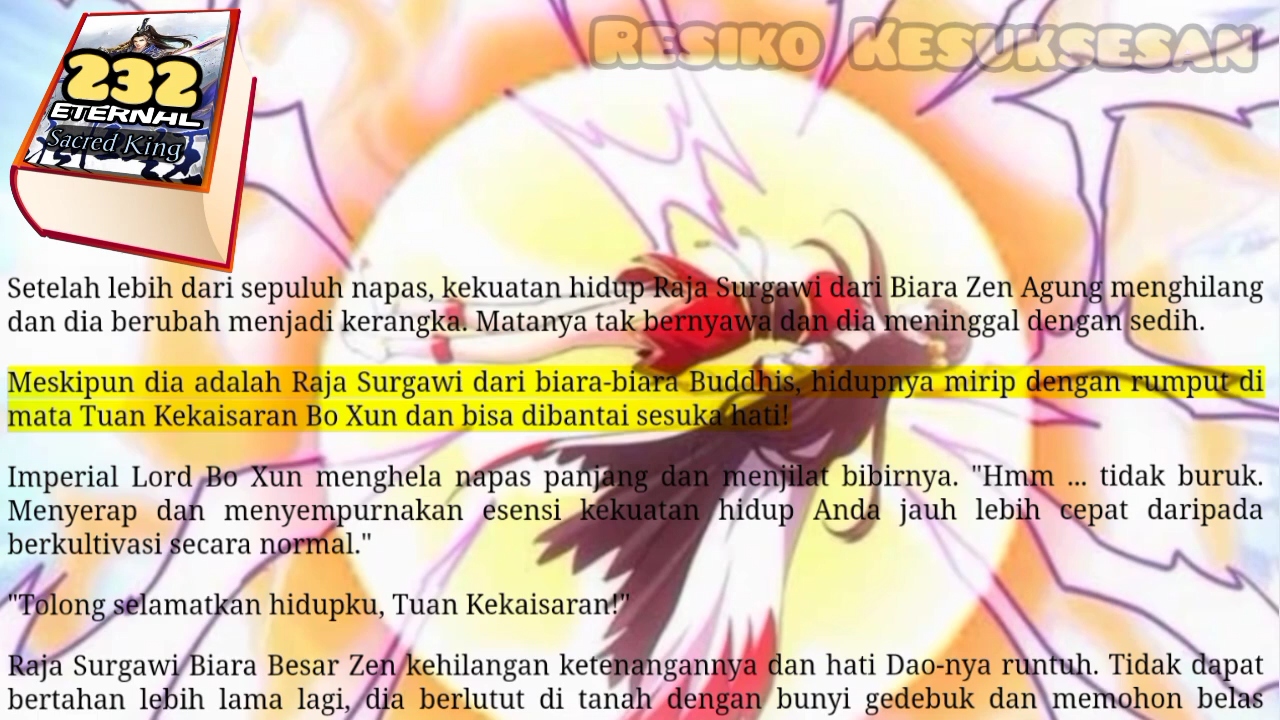 Resiko Kesuksesan
232
ETERNAL
Sacred King
Setelah lebih dari sepuluh napas, kekuatan hidup Raja Surgawi dari Biara Zen Agung menghilang
dan dia berubah menjadi kerangka. Matanya tak bernyawa dan dia meninggal dengan sedih.
Meskipun dia adalah Raja Surgawi dari biara-biara Buddhis, hidupnya mirip dengan rumput di
mata Tuan Kekaisaran Bo Xun dan bisa dibantai sesuka hati!
Imperial Lord Bo Xun menghela napas panjang dan menjilat bibirnya. "Hmm ... tidak buruk.
Menyerap dan menyempurnakan esensi kekuatan hidup Anda jauh lebih cepat daripada
berkultivasi secara normal."
"Tolong selamatkan hidupku, Tuan Kekaisaran!"
Raja Surgawi Biara Besar Zen kehilangan ketenangannya dan hati Dao-nya runtuh. Tidak dapat
bertahan lebih lama lagi, dia berlutut di tanah dengan bunyi gedebuk dan memohon belas